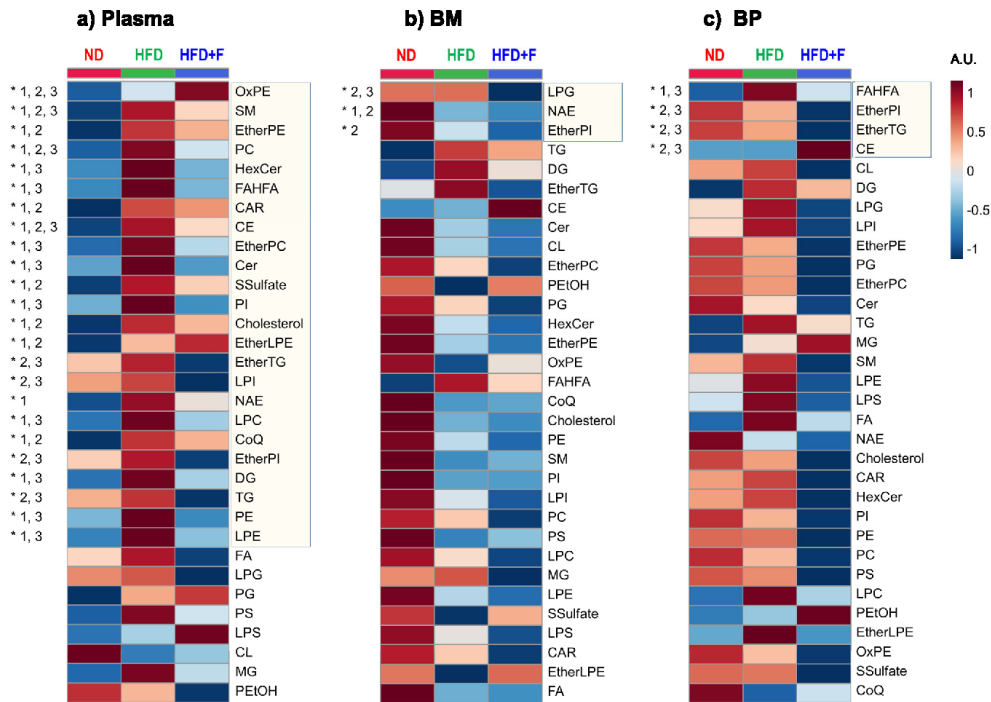 a) Plasma
ND HFD HFD+F
* 1, 2, 3 OxPE
* 1, 2, 3 SM
* 1, 2 EtherPE
* 1, 2, 3 PC
* 1, 3 HexCer
* 1, 3 FAHFA
* 1, 2 CAR
* 1, 2, 3 CE
* 1, 3 EtherPC
* 1, 3 Cer
* 1, 2 SSulfate
* 1, 3 PI
* 1, 2 Cholesterol
* 1, 2 EtherLPE
* 2, 3 EtherTG
* 2, 3 LPI
* 1 NAE
* 1, 3 LPC
* 1, 2 CoQ
* 2, 3 EtherPI
* 1, 3 DG
* 2, 3 TG
* 1, 3 PE
* 1, 3 LPE
FA
LPG
PG
PS
LPS
CL
MG
PEtOH
b) BM
ND HFD HFD+F
* 2, 3 LPG
* 1, 2 NAE
* 2 EtherPI
TG
DG
EtherTG
CE
Cer
CL
EtherPC
PEtOH
PG
HexCer
EtherPE
OxPE
FAHFA
CoQ
Cholesterol
PE
SM
PI
LPI
PC
PS
LPC
MG
LPE
SSulfate
LPS
CAR
EtherLPE
FA
c) BP
ND HFD HFD+F
* 1, 3 FAHFA
* 2, 3 EtherPI
* 2, 3 EtherTG
* 2, 3 CE
CL
DG
LPG
LPI
EtherPE
PG
EtherPC
Cer
TG
MG
SM
LPE
LPS
FA
NAE
Cholesterol
CAR
HexCer
PI
PE
PC
PS
LPC
PEtOH
EtherLPE
OxPE
SSulfate
CoQ
A.U.
1
0.5
0
-0.5
-1